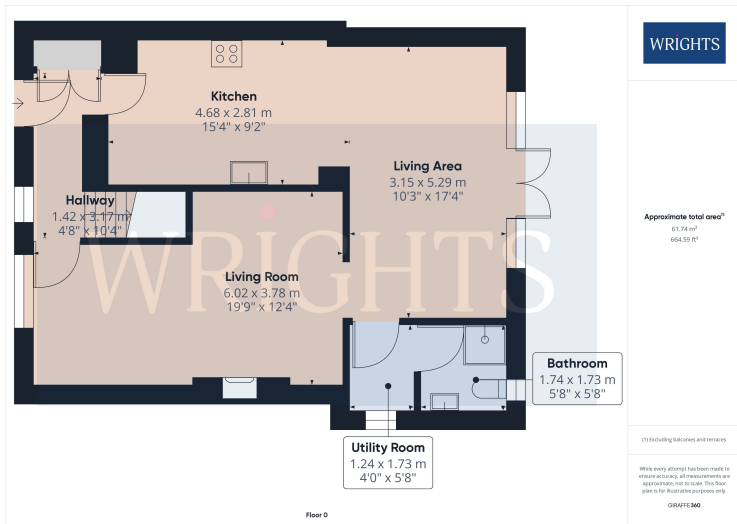 Kitchen
4.68 x 2.81 m
15'4" x 9'2"
Living Area
3.15 x 5.29 m
10'3" x 17'4"
Hallway
1.42 x 3.17 m
4'8" x 10'4"
WRIGHTS
Living Room
6.02 x 3.78 m
19'9" x 12'4"
Bathroom
1.74 x 1.73 m
5'8" x 5'8"
Utility Room
1.24 x 1.73 m
4'0" x 5'8"
Floor 0
WRIGHTS
Approximate total area⁽¹⁾
61.74 m²
664.59 ft²
(1) Excluding balconies and terraces
While every attempt has been made to
ensure accuracy, all measurements are
approximate, not to scale. This floor
plan is for illustrative purposes only.
GIRAFFE360